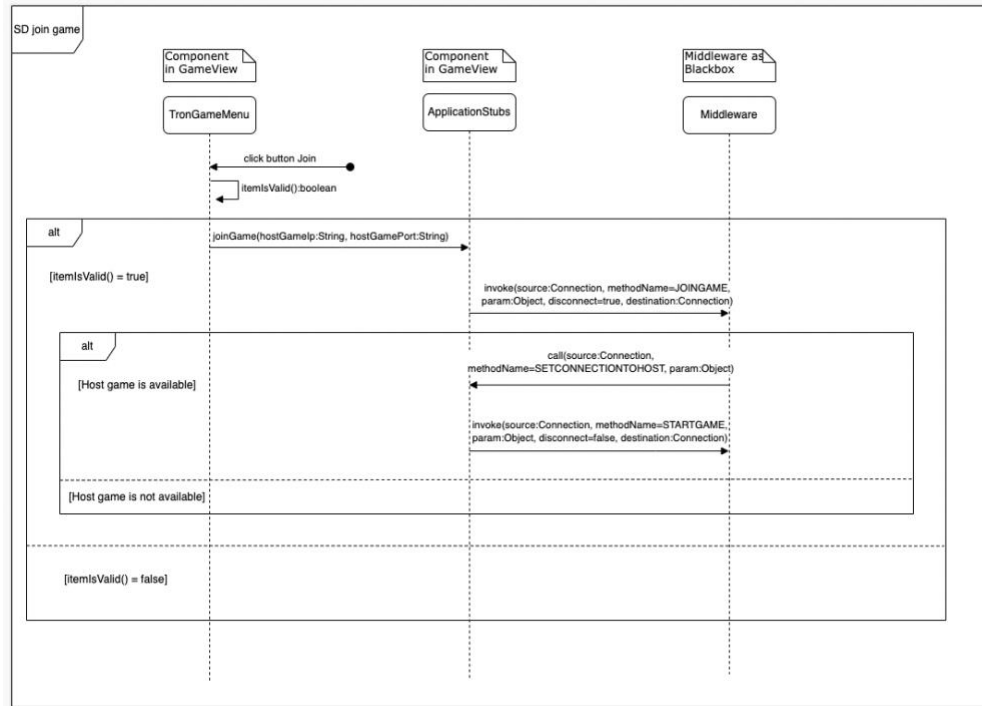 SD join game
Component
in GameView
Component
in GameView
Middleware as
Blackbox
TronGameMenu
ApplicationStubs
Middleware
click button Join
itemIsValid():boolean
alt
joinGame(hostGameIp:String, hostGamePort:String)
[itemIsValid() = true]
invoke(source:Connection, methodName=JOINGAME,
param:Object, disconnect=true, destination:Connection)
alt
call(source:Connection,
methodName=SETCONNECTIONTOHOST, param:Object)
[Host game is available]
invoke(source:Connection, methodName=STARTGAME,
param:Object, disconnect=false, destination:Connection)
[Host game is not available]
[itemIsValid() = false]